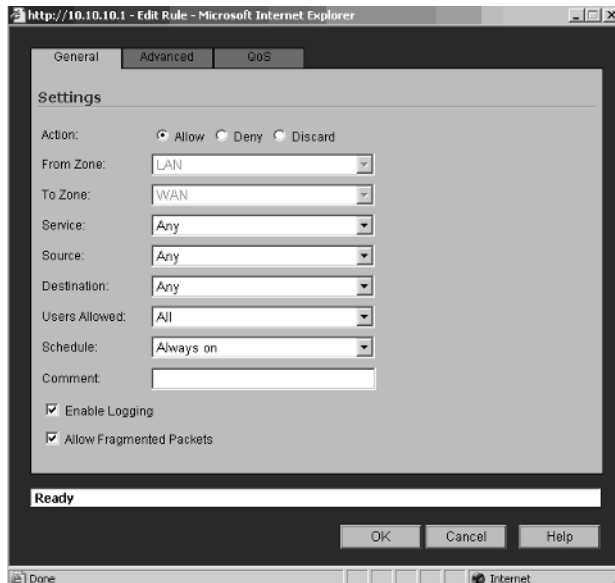 http://10.10.10.1 - Edit Rule - Microsoft Internet Explorer
General Advanced QoS
Settings
Action: Allow Deny Discard
From Zone: LAN
To Zone: WAN
Service: Any
Source: Any
Destination: Any
Users Allowed: All
Schedule: Always on
Comment:
Enable Logging
Allow Fragmented Packets
Ready
OK Cancel Help
Done Internet